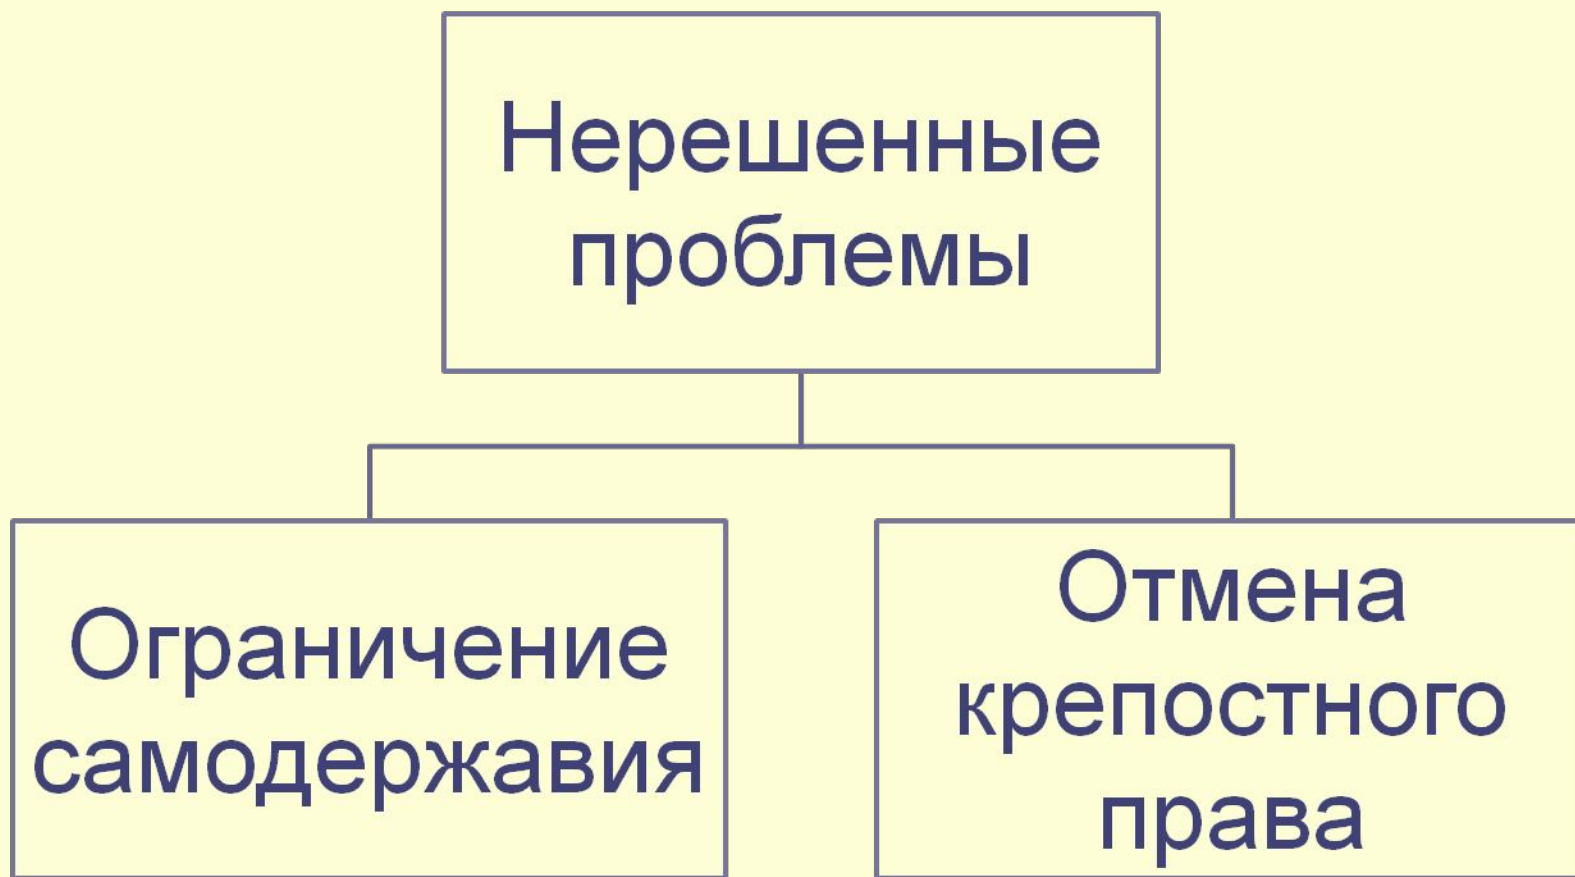 Нерешенные
проблемы
Ограничение
самодержавия
Отмена
крепостного
права